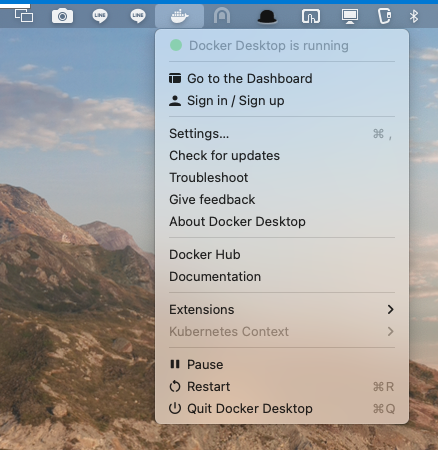 LINE
LINE
Docker Desktop is running
Go to the Dashboard
Sign in / Sign up
Settings... ⌘ ,
Check for updates
Troubleshoot
Give feedback
About Docker Desktop
Docker Hub
Documentation
Extensions
Kubernetes Context
Pause
Restart ⌘R
Quit Docker Desktop ⌘Q